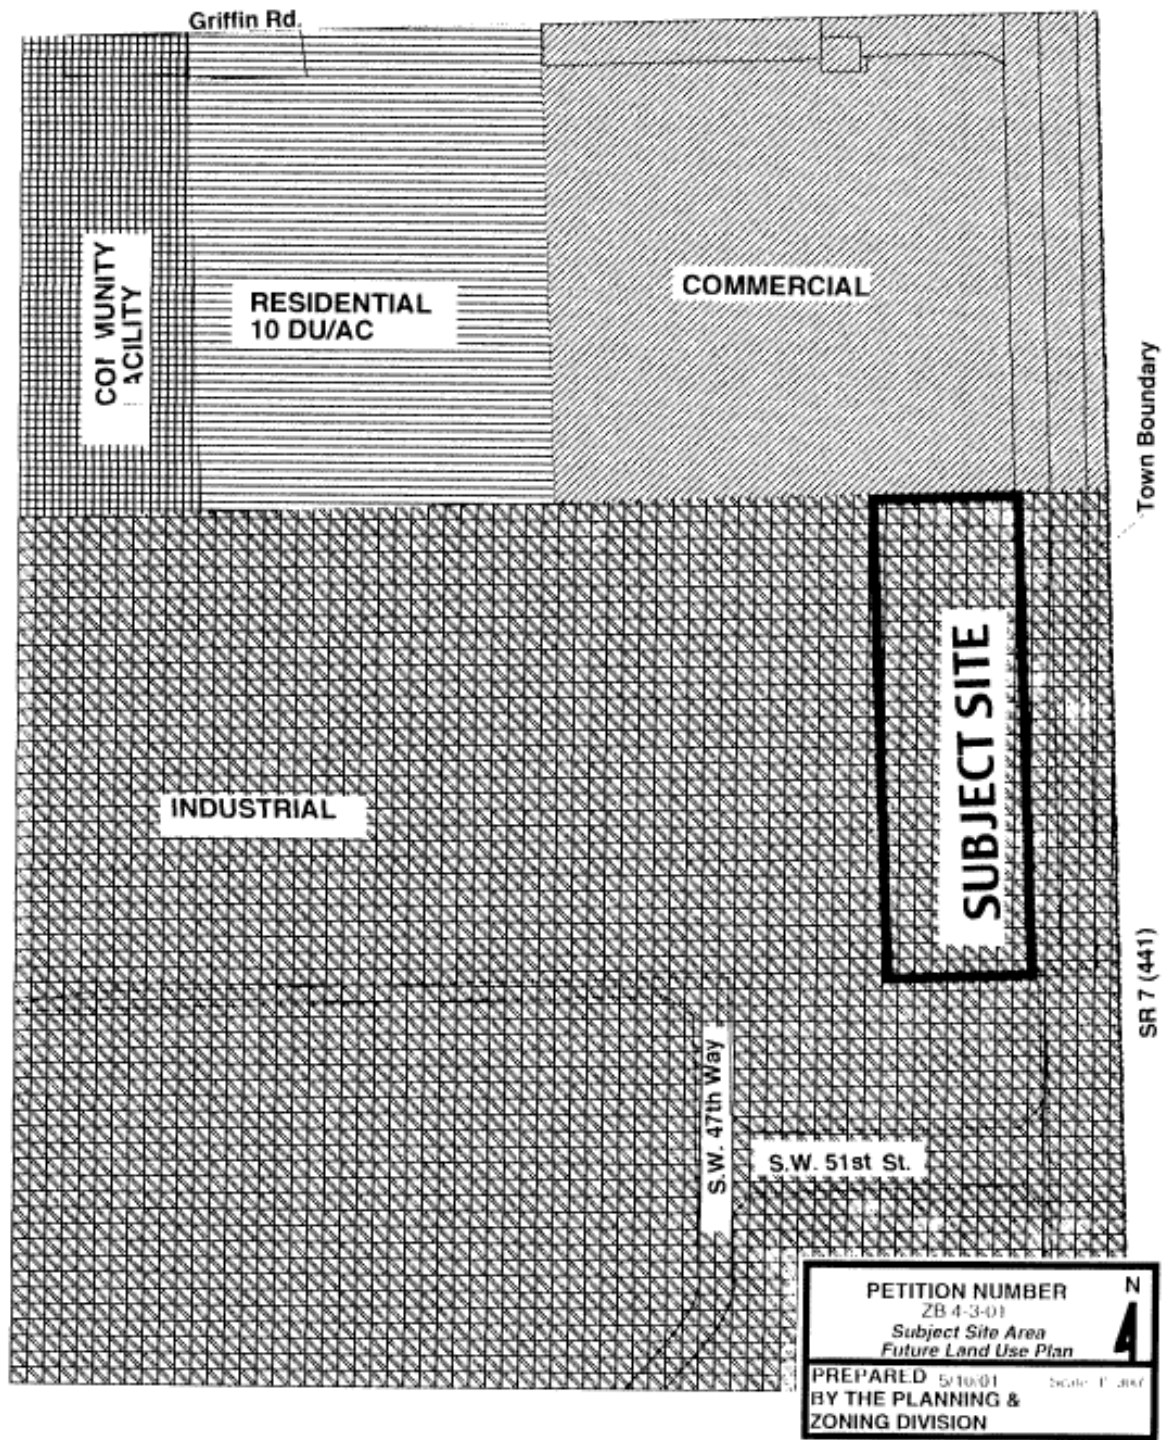 Griffin Rd.
COMMUNITY
FACILITY
RESIDENTIAL
10 DU/AC
COMMERCIAL
Town Boundary
SUBJECT SITE
INDUSTRIAL
SR 7 (441)
S.W. 47th Way
S.W. 51st St.
PETITION NUMBER
N
ZB 4-3-01
Subject Site Area
Future Land Use Plan
PREPARED 5/10/01 Scale
BY THE PLANNING &
ZONING DIVISION